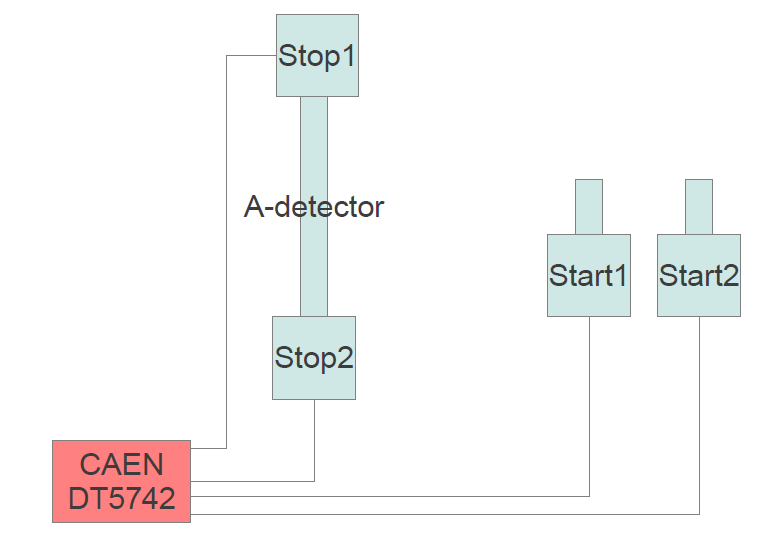 Stop1
A-detector
Start1
Start2
Stop2
CAEN
DT5742